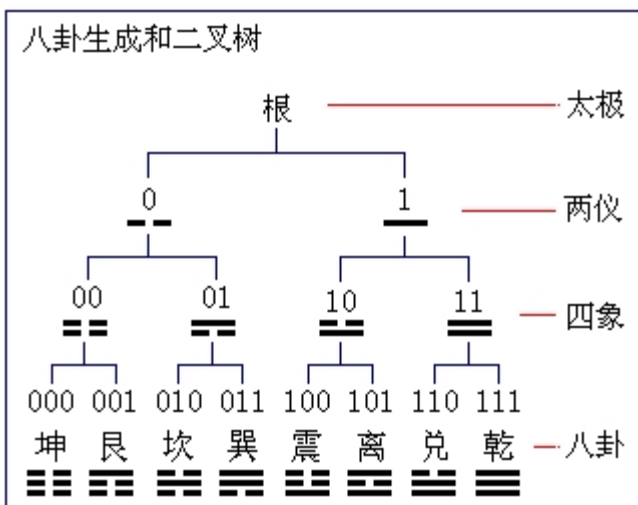 八卦生成和二叉树
根 太极
0 1 两仪
00 01 10 11 四象
000 001 010 011 100 101 110 111
坤 艮 坎 巽 震 离 兑 乾 八卦